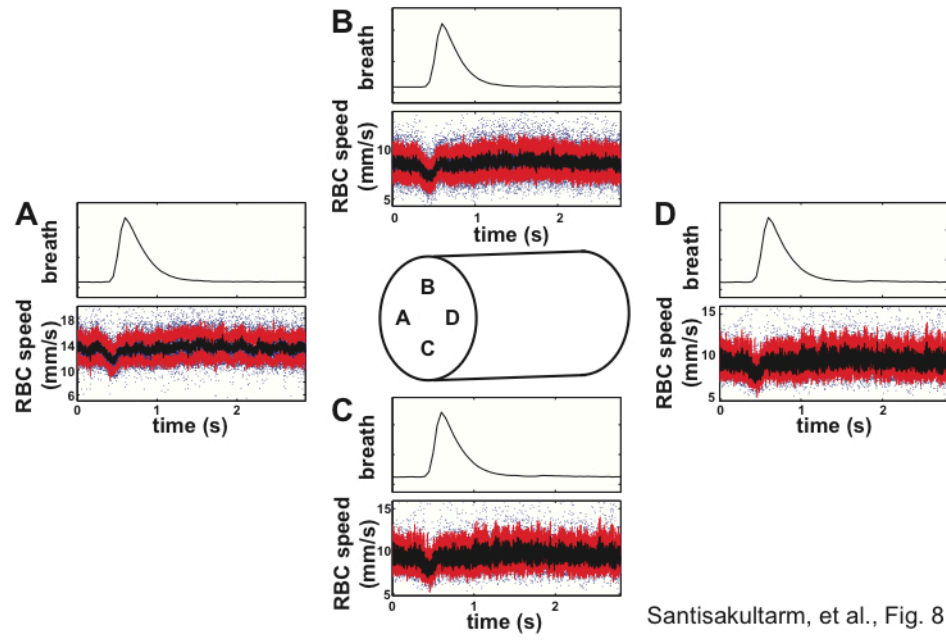 B
breath
RBC speed
(mm/s)
10
5
0 1 2
time (s)
A
breath
RBC speed
(mm/s)
18
14
10
6
0 1 2
time (s)
B
A D
C
D
breath
RBC speed
(mm/s)
15
10
5
0 1 2
time (s)
C
breath
RBC speed
(mm/s)
15
10
5
0 1 2
time (s)
Santisakultarm, et al., Fig. 8